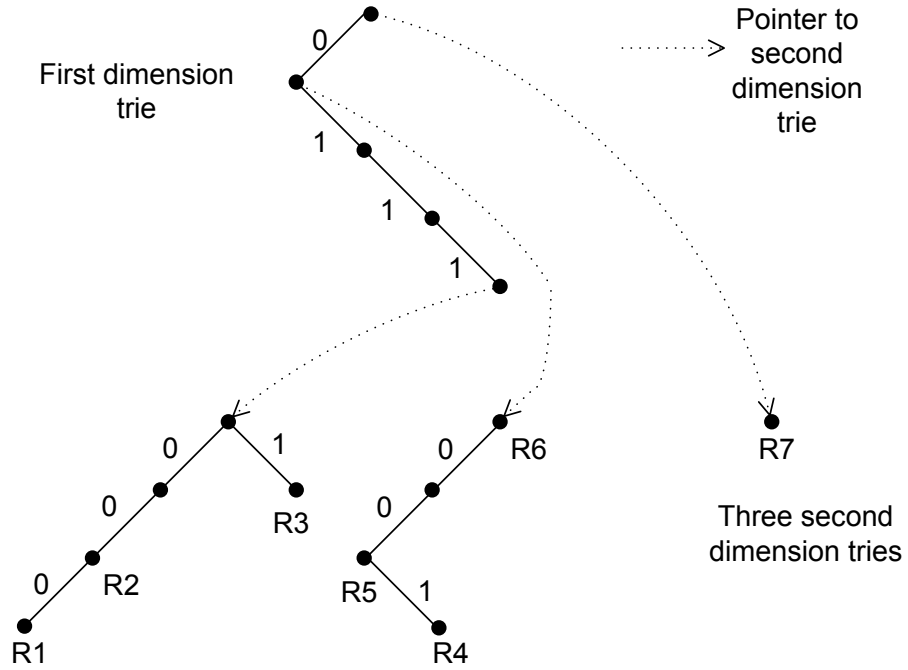 0
First dimension
trie
Pointer to
second
dimension
trie
1
1
1
0
1
0
R3
0
R2
R1
0
R6
0
R5
1
R4
R7
Three second
dimension tries